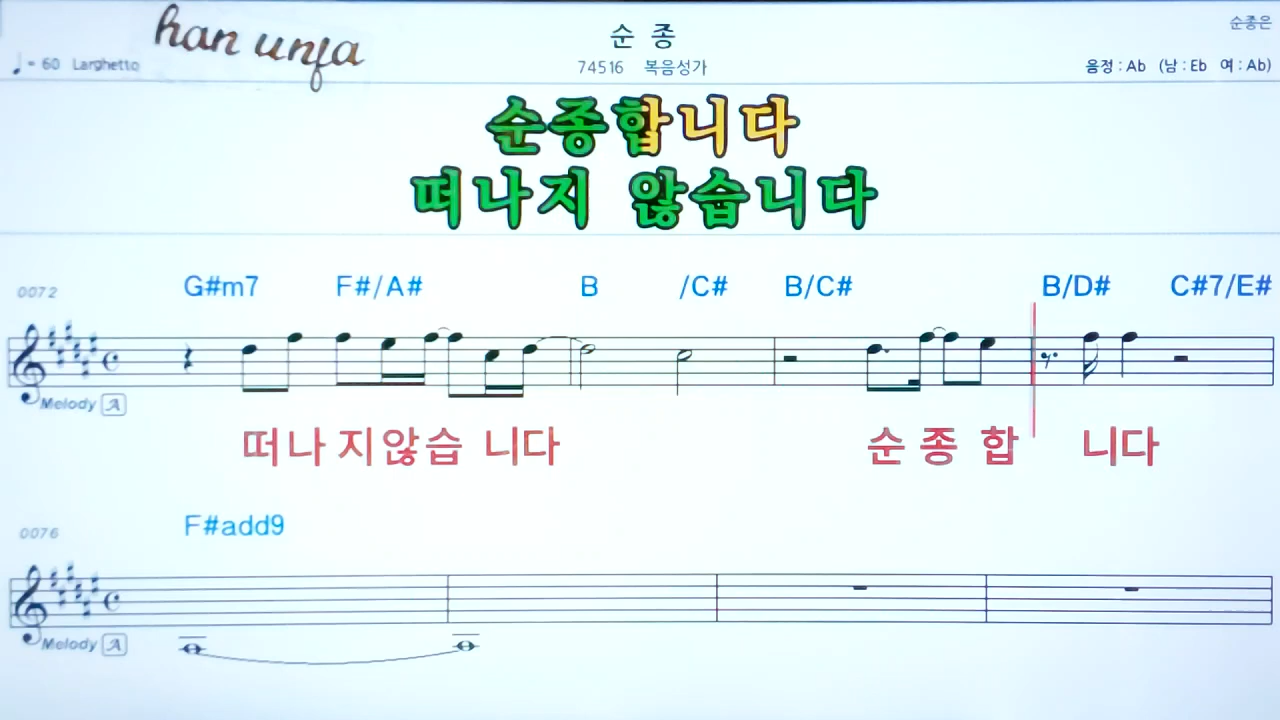 han unfa
순 종
순종은
♩= 60 Larghetto
74516 복음성가
음정 : Ab (남 : Eb 여 : Ab)
순종합니다
떠나지 않습니다
0072 G#m7 F#/A# B /C# B/C# B/D# C#7/E#
Melody A
떠나 지않습 니다 순 종 합 니다
0076 F#add9
Melody A